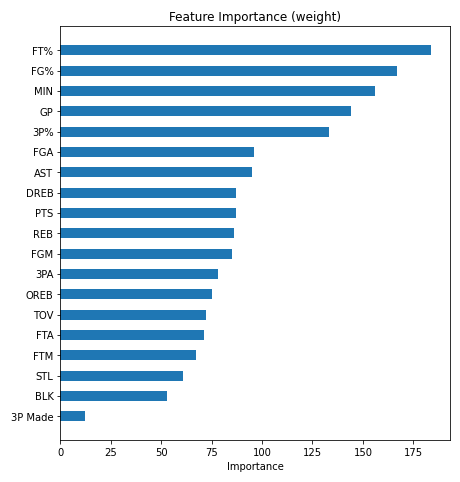 Feature Importance (weight)
FT%
FG%
MIN
GP
3P%
FGA
AST
DREB
PTS
REB
FGM
3PA
OREB
TOV
FTA
FTM
STL
BLK
3P Made
0 25 50 75 100 125 150 175
Importance